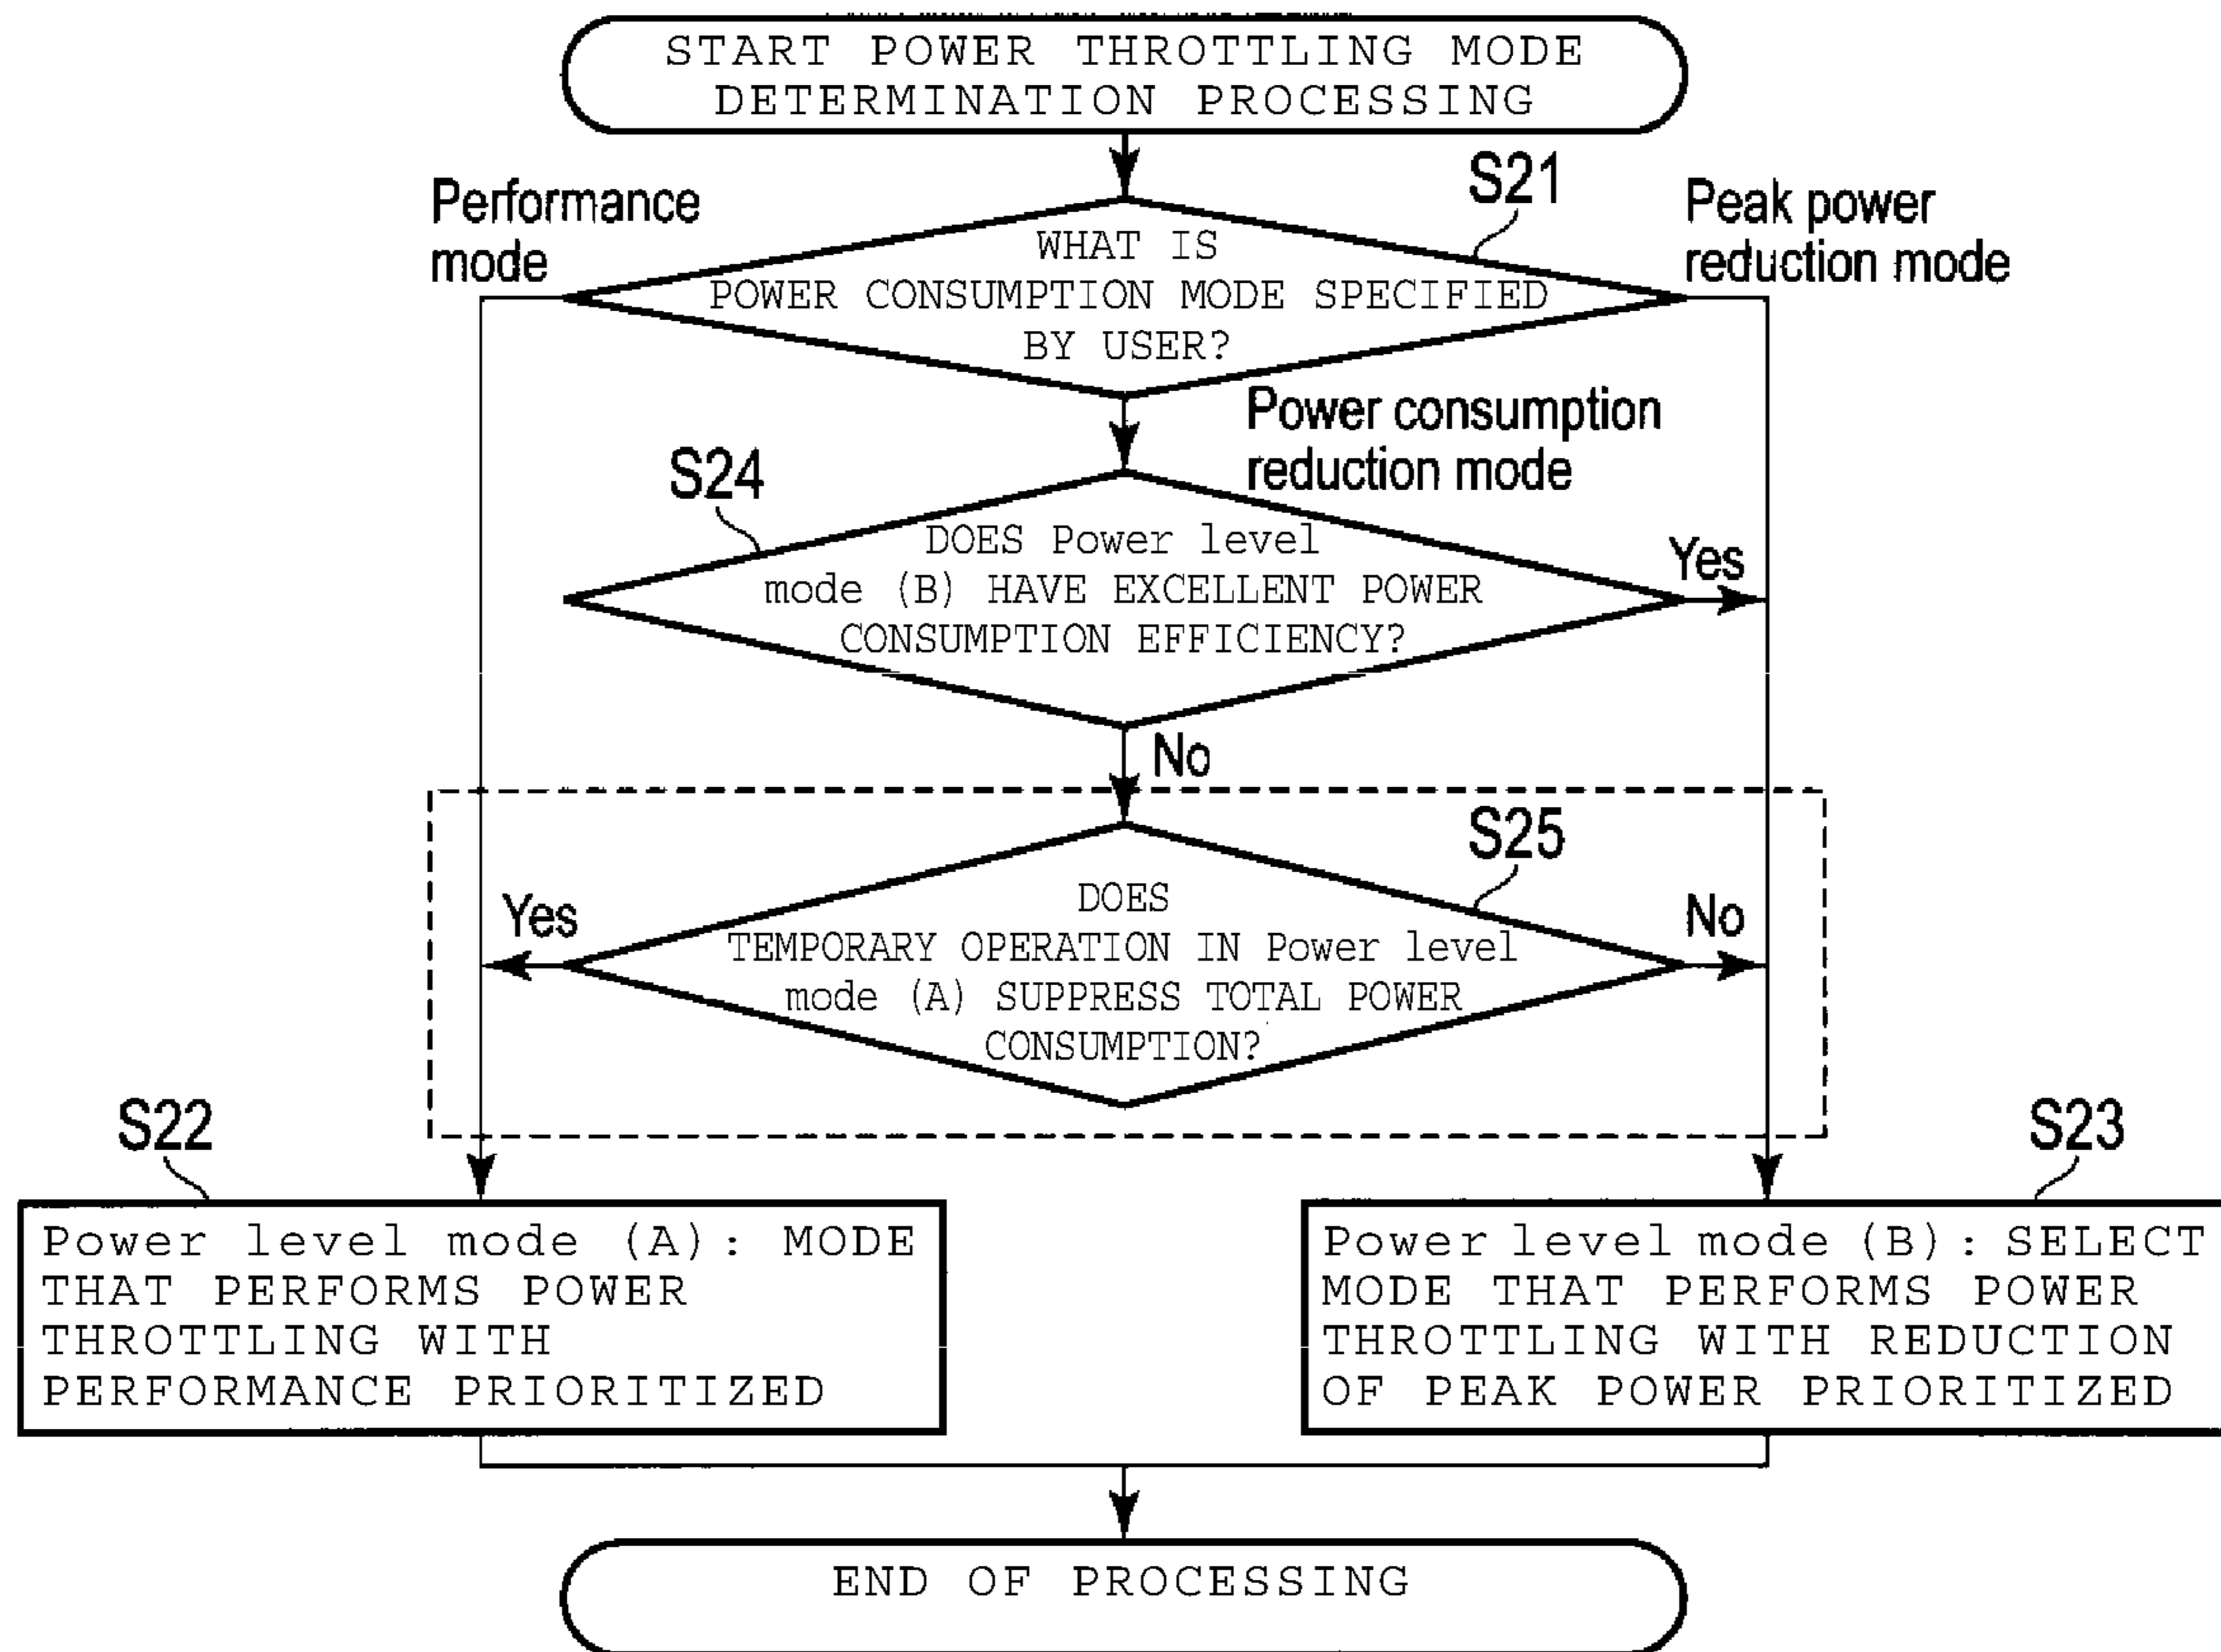 START POWER THROTTLING MODE
DETERMINATION PROCESSING
S21
Performance
mode
Peak power
reduction mode
WHAT IS
POWER CONSUMPTION MODE SPECIFIED
BY USER?
Power consumption
reduction mode
S24
DOES Power level
mode (B) HAVE EXCELLENT POWER
CONSUMPTION EFFICIENCY?
Yes
No
S25
DOES
TEMPORARY OPERATION IN Power level
mode (A) SUPPRESS TOTAL POWER
CONSUMPTION?
Yes
No
S22
S23
Power level mode (A): MODE
THAT PERFORMS POWER
THROTTLING WITH
PERFORMANCE PRIORITIZED
Power level mode (B): SELECT
MODE THAT PERFORMS POWER
THROTTLING WITH REDUCTION
OF PEAK POWER PRIORITIZED
END OF PROCESSING